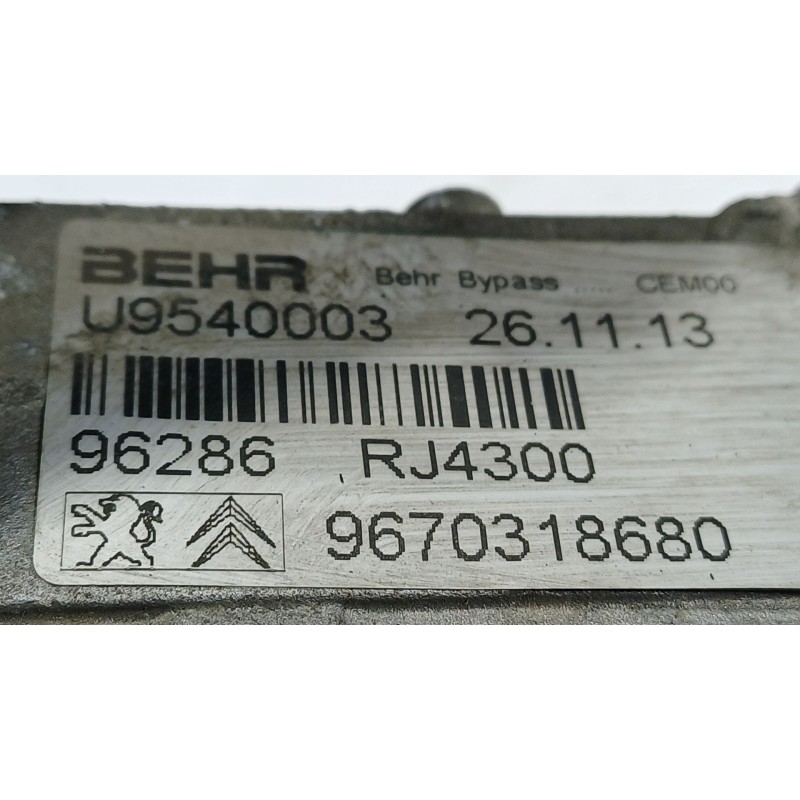 BEHR Behr Bypass ..... CEM00
U9540003 26.11.13
96286 RJ4300
9670318680